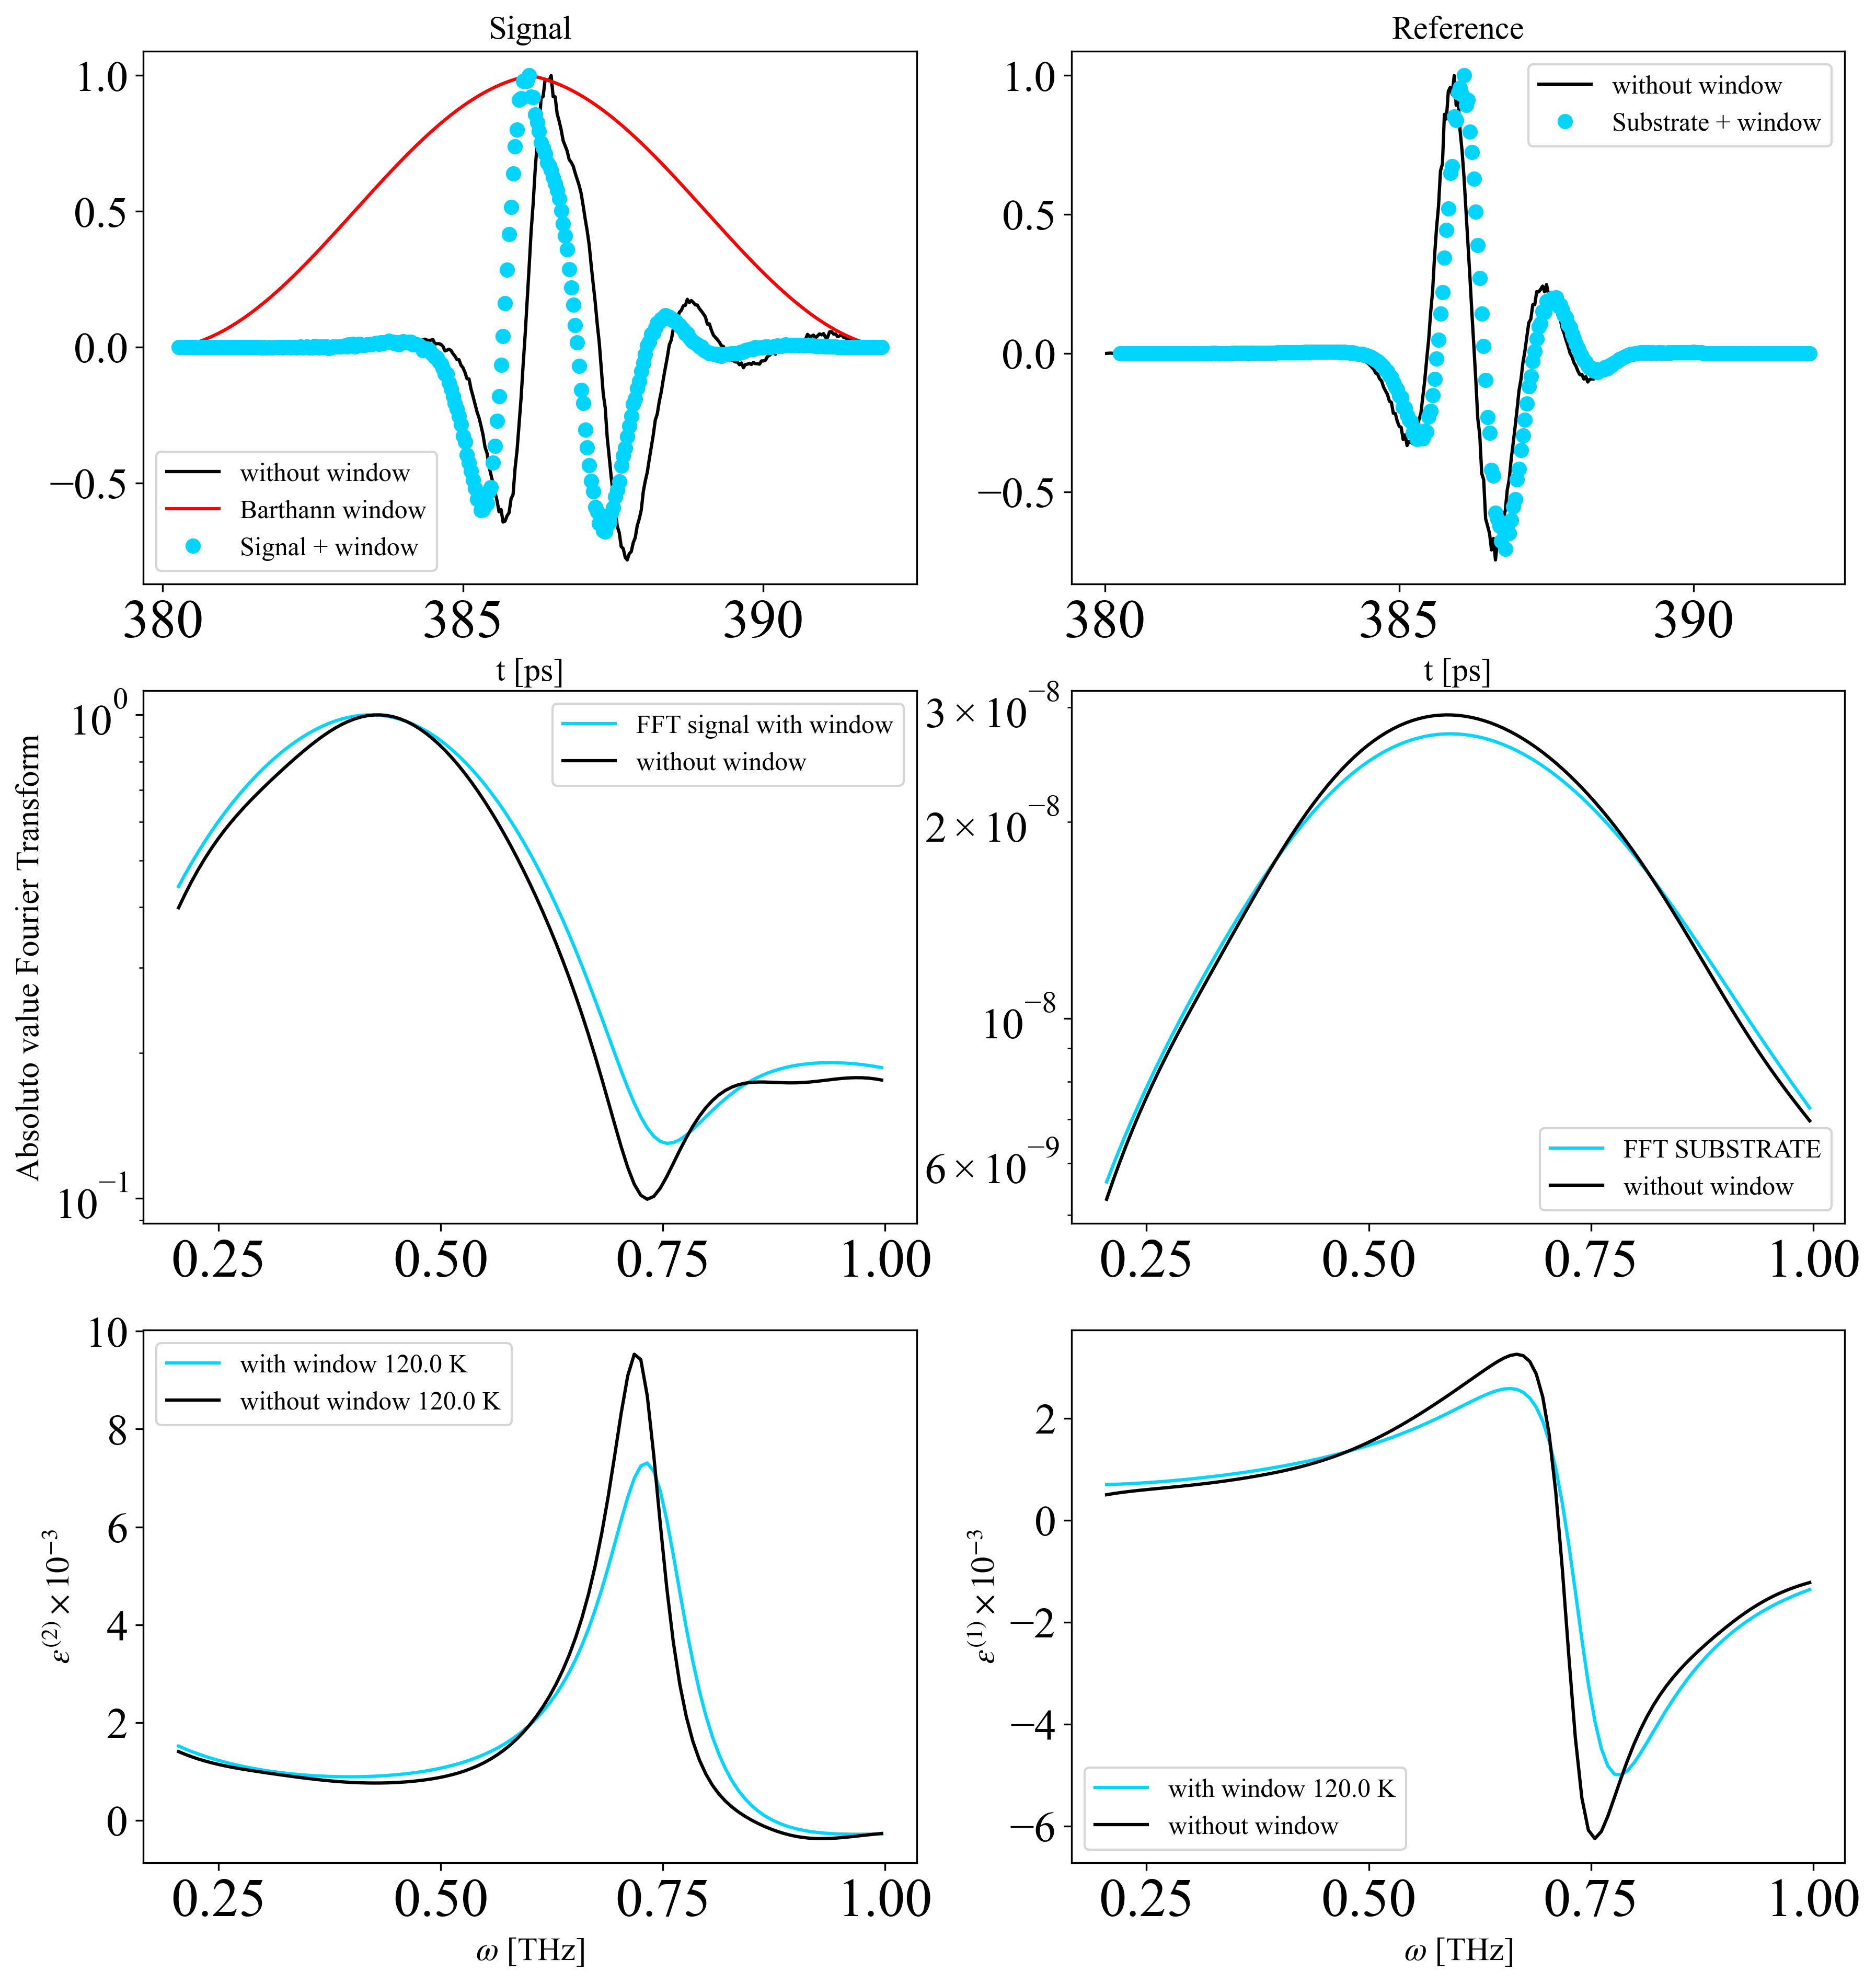 Signal
1.0
0.5
0.0
−0.5
without window
Barthann window
Signal + window
380
385
390
t [ps]
Reference
1.0
0.5
0.0
−0.5
without window
Substrate + window
380
385
390
t [ps]
Absoluto value Fourier Transform
10⁰
10⁻¹
FFT signal with window
without window
0.25
0.50
0.75
1.00
3 × 10⁻⁸
2 × 10⁻⁸
10⁻⁸
6 × 10⁻⁹
FFT SUBSTRATE
without window
0.25
0.50
0.75
1.00
ε⁽²⁾ × 10⁻³
10
8
6
4
2
0
with window 120.0 K
without window 120.0 K
0.25
0.50
0.75
1.00
ω [THz]
ε⁽¹⁾ × 10⁻³
2
0
−2
−4
−6
with window 120.0 K
without window
0.25
0.50
0.75
1.00
ω [THz]